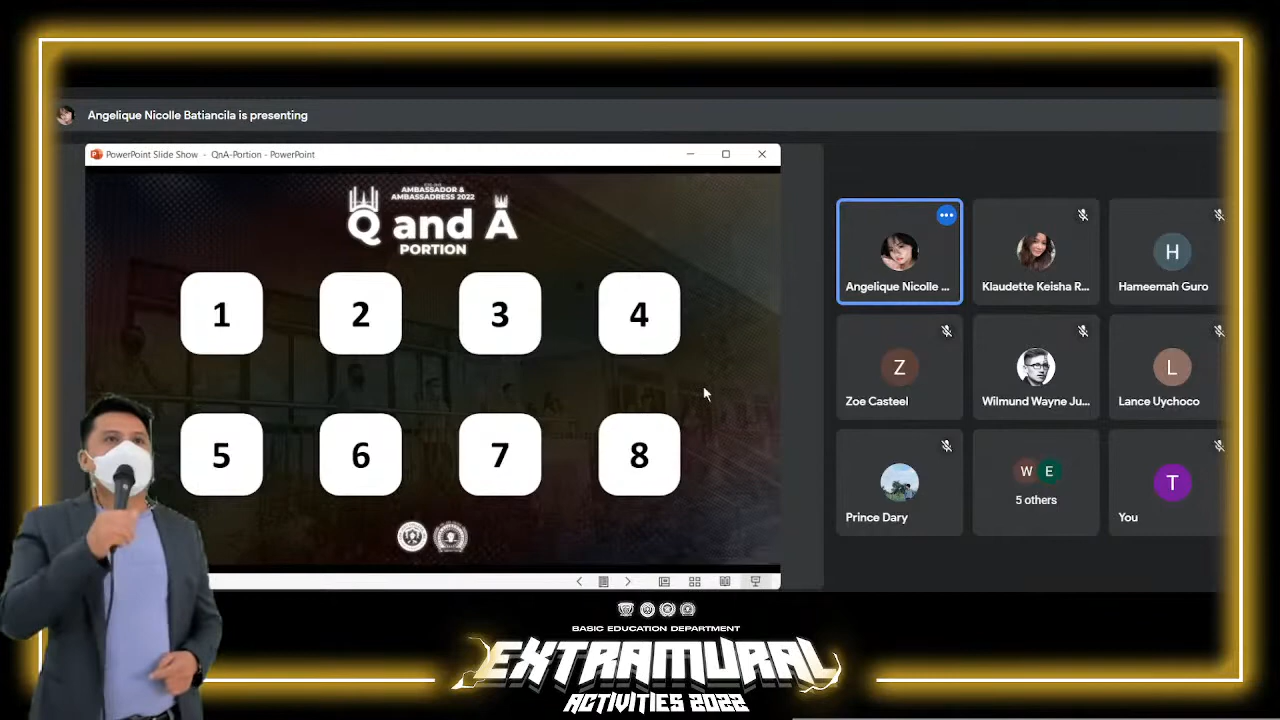 Angelique Nicolle Batiancila is presenting
PowerPoint Slide Show - QnA-Portion - PowerPoint
AMBASSADOR &
AMBASSADRESS 2022
Q and A
PORTION
1 2 3 4
5 6 7 8
Angelique Nicolle ...
Klaudette Keisha R...
Hameemah Guro
H
Z
Zoe Casteel
Wilmund Wayne Ju...
L
Lance Uychoco
Prince Dary
W E
5 others
T
You
BASIC EDUCATION DEPARTMENT
EXTRAMURAL
ACTIVITIES 2022